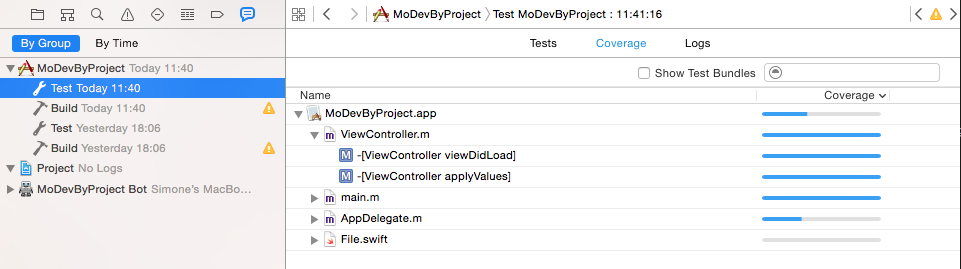 MoDevByProject Test MoDevByProject : 11:41:16
By Group By Time
Tests Coverage Logs
MoDevByProject Today 11:40
Show Test Bundles
Test Today 11:40
Name Coverage
Build Today 11:40
MoDevByProject.app
Test Yesterday 18:06
ViewController.m
Build Yesterday 18:06
M -[ViewController viewDidLoad]
Project No Logs
M -[ViewController applyValues]
MoDevByProject Bot Simone's MacBo...
m main.m
m AppDelegate.m
File.swift